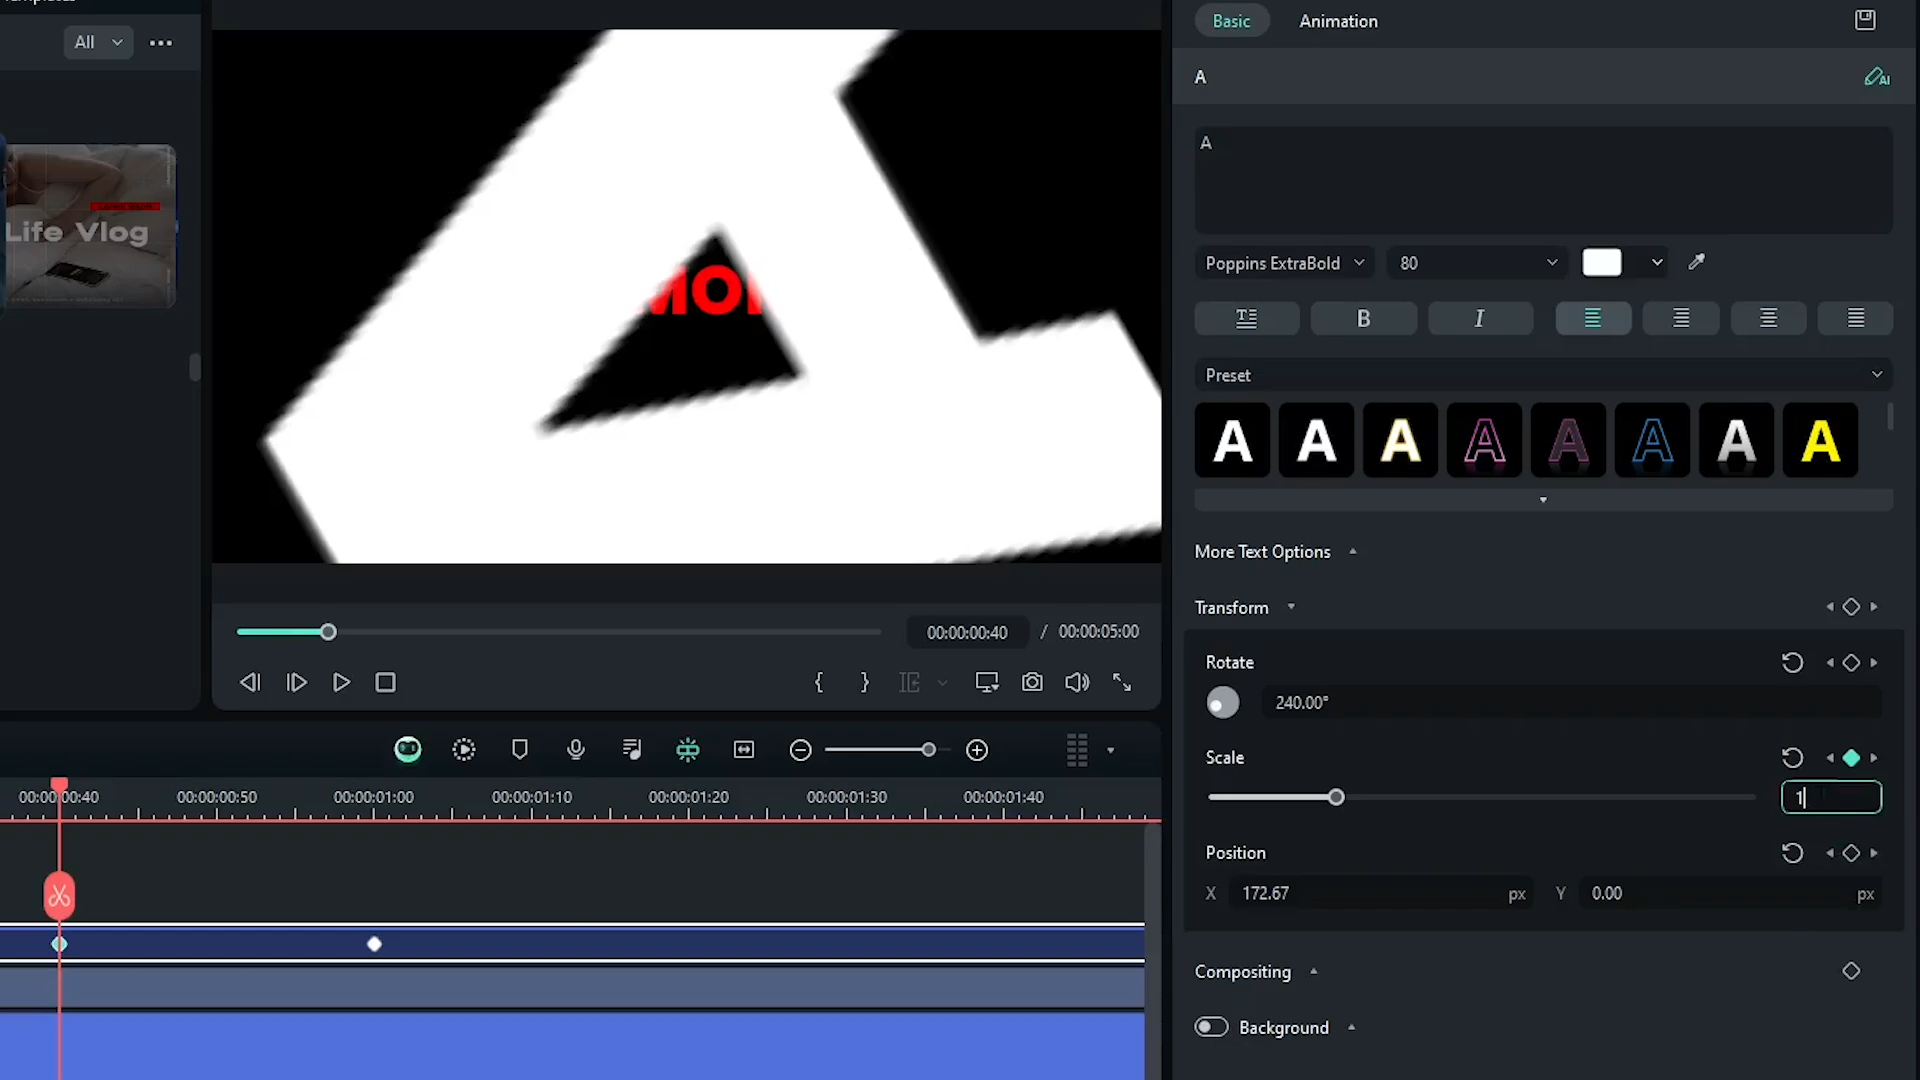 All
Life Vlog
MO
00:00:00:40 / 00:00:05:00
{ }
00:00:00:40 00:00:00:50 00:00:01:00 00:00:01:10 00:00:01:20 00:00:01:30 00:00:01:40
Basic Animation
A
AI
A
Poppins ExtraBold 80
B I
Preset
A A A A A A A A
More Text Options
Transform
Rotate
240.00°
Scale
1
Position
X 172.67 px Y 0.00 px
Compositing
Background